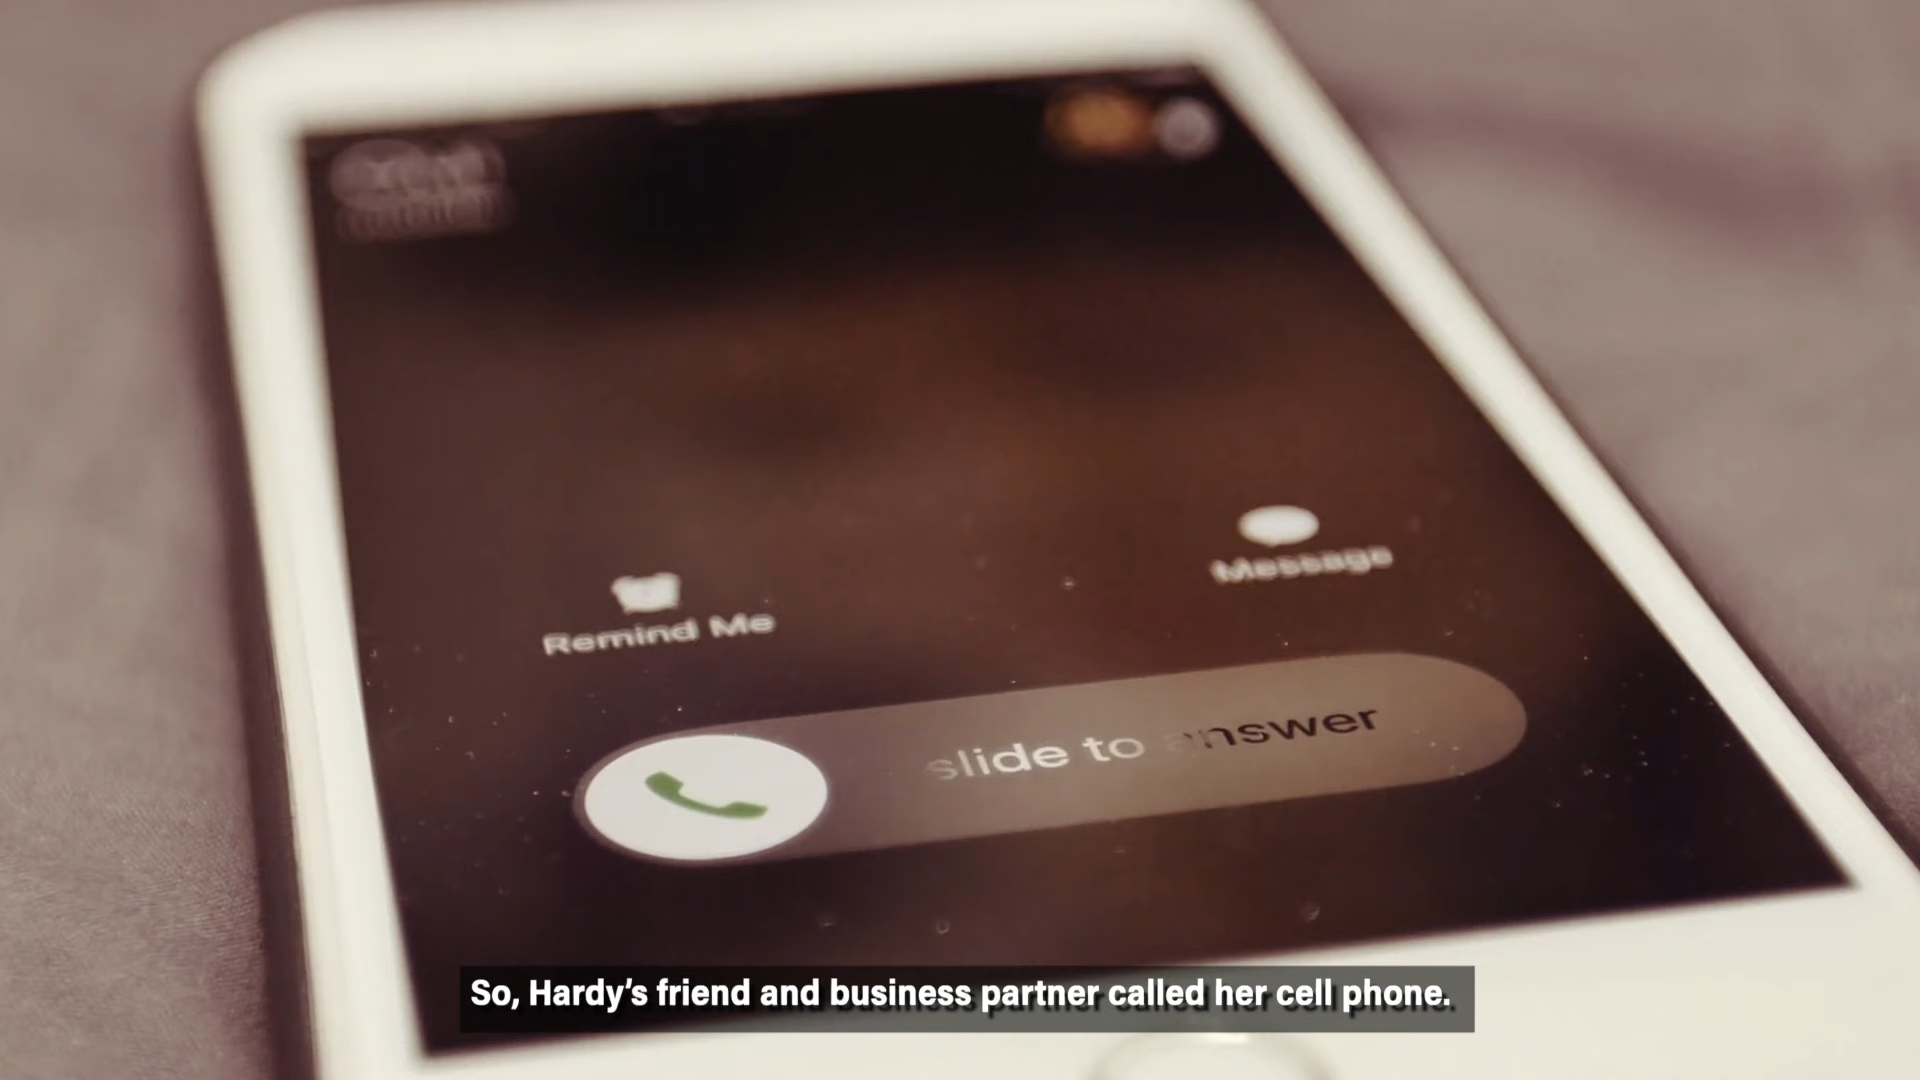 Remind Me
Message
slide to answer
So, Hardy's friend and business partner called her cell phone.